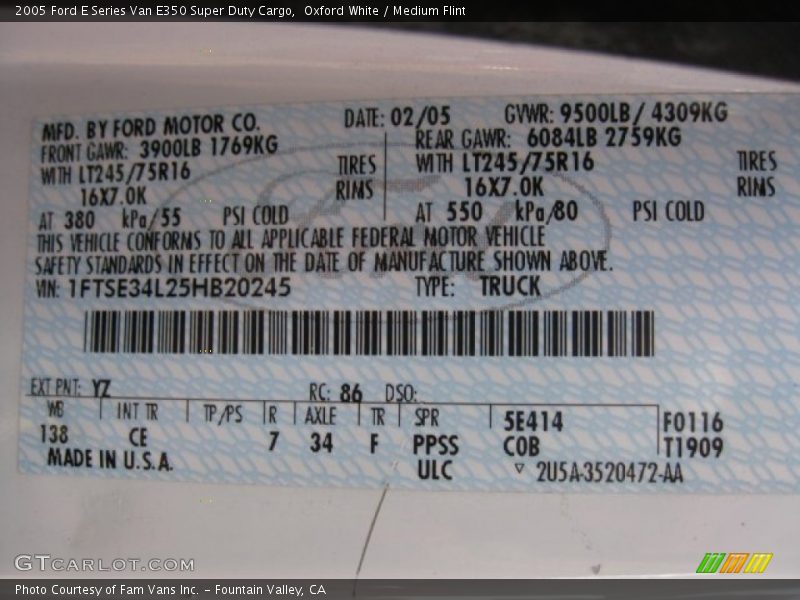 2005 Ford E Series Van E350 Super Duty Cargo, Oxford White / Medium Flint
MFD. BY FORD MOTOR CO. DATE: 02/05 GVWR: 9500LB / 4309KG
FRONT GAWR: 3900LB 1769KG REAR GAWR: 6084LB 2759KG
WITH LT245/75R16 TIRES WITH LT245/75R16 TIRES
16X7.0K RIMS 16X7.0K RIMS
AT 380 kPa/55 PSI COLD AT 550 kPa/80 PSI COLD
THIS VEHICLE CONFORMS TO ALL APPLICABLE FEDERAL MOTOR VEHICLE
SAFETY STANDARDS IN EFFECT ON THE DATE OF MANUFACTURE SHOWN ABOVE.
VIN: 1FTSE34L25HB20245 TYPE: TRUCK
EXT PNT: YZ RC: 86 DSO:
WB INT TR TP/PS R AXLE TR SPR 5E414 F0116
138 CE 7 34 F PPSS COB T1909
MADE IN U.S.A. ULC ▿ 2U5A-3520472-AA
GTCARLOT.COM
Photo Courtesy of Fam Vans Inc. - Fountain Valley, CA